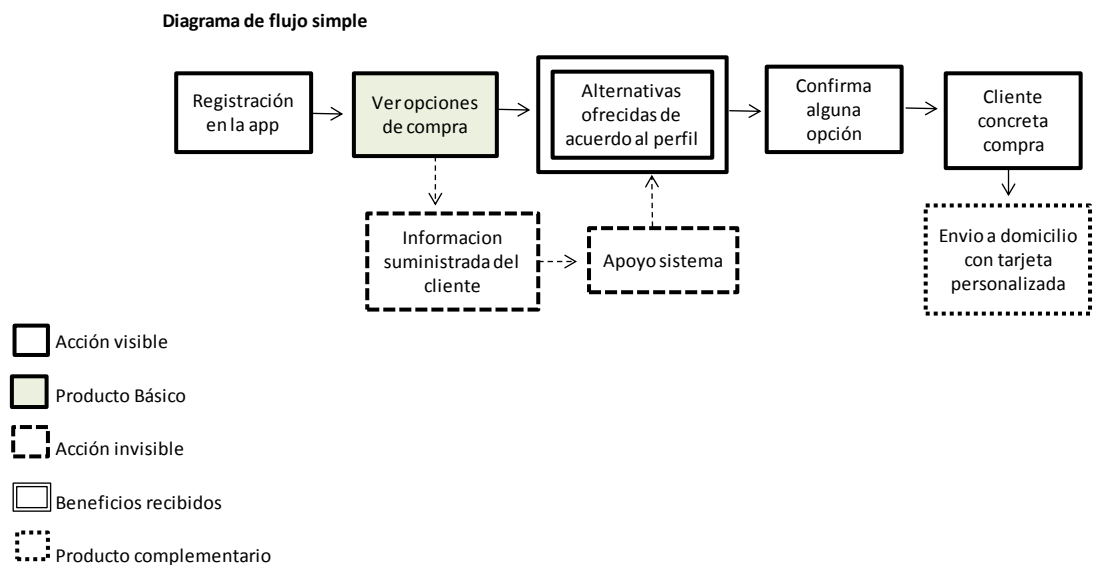 Diagrama de flujo simple
Registración
en la app
Ver opciones
de compra
Alternativas
ofrecidas de
acuerdo al perfil
Confirma
alguna
opción
Cliente
concreta
compra
Informacion
suministrada del
cliente
Apoyo sistema
Envio a domicilio
con tarjeta
personalizada
Acción visible
Producto Básico
Acción invisible
Beneficios recibidos
Producto complementario